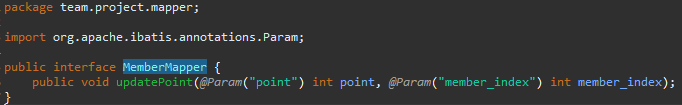 package team.project.mapper;
import org.apache.ibatis.annotations.Param;
public interface MemberMapper {
public void updatePoint(@Param("point") int point, @Param("member_index") int member_index);
}